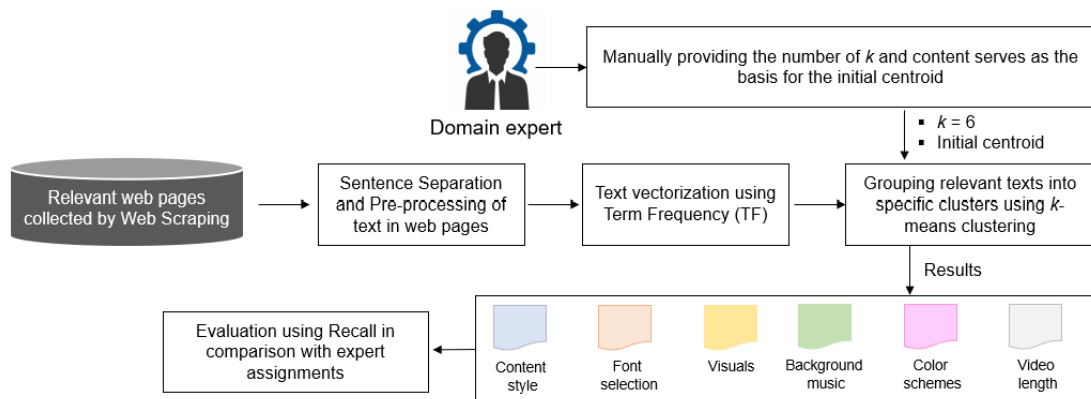 Manually providing the number of k and content serves as the
basis for the initial centroid
Domain expert
▪ k = 6
▪ Initial centroid
Relevant web pages
collected by Web Scraping
Sentence Separation
and Pre-processing of
text in web pages
Text vectorization using
Term Frequency (TF)
Grouping relevant texts into
specific clusters using k-
means clustering
Results
Evaluation using Recall in
comparison with expert
assignments
Content
style
Font
selection
Visuals
Background
music
Color
schemes
Video
length